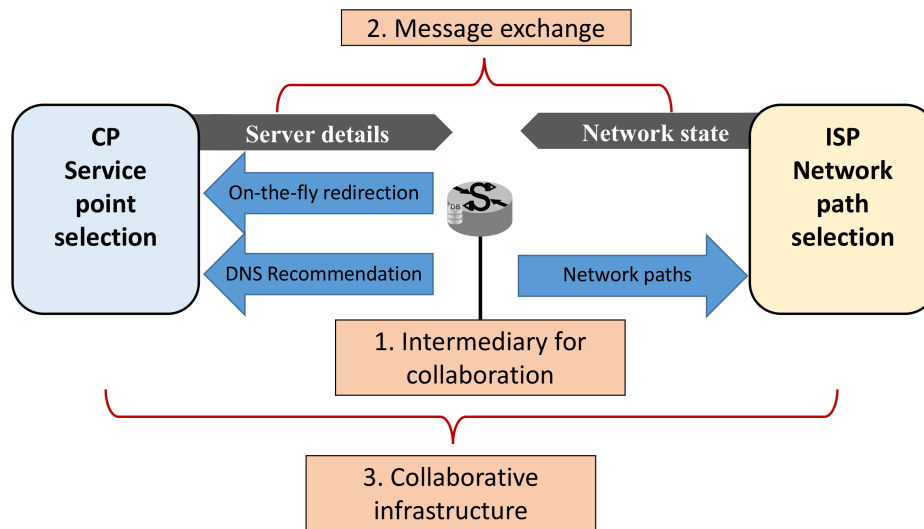 2. Message exchange
CP
Service
point
selection
Server details
Network state
ISP
Network
path
selection
On-the-fly redirection
DB
S
DNS Recommendation
Network paths
1. Intermediary for
collaboration
3. Collaborative
infrastructure